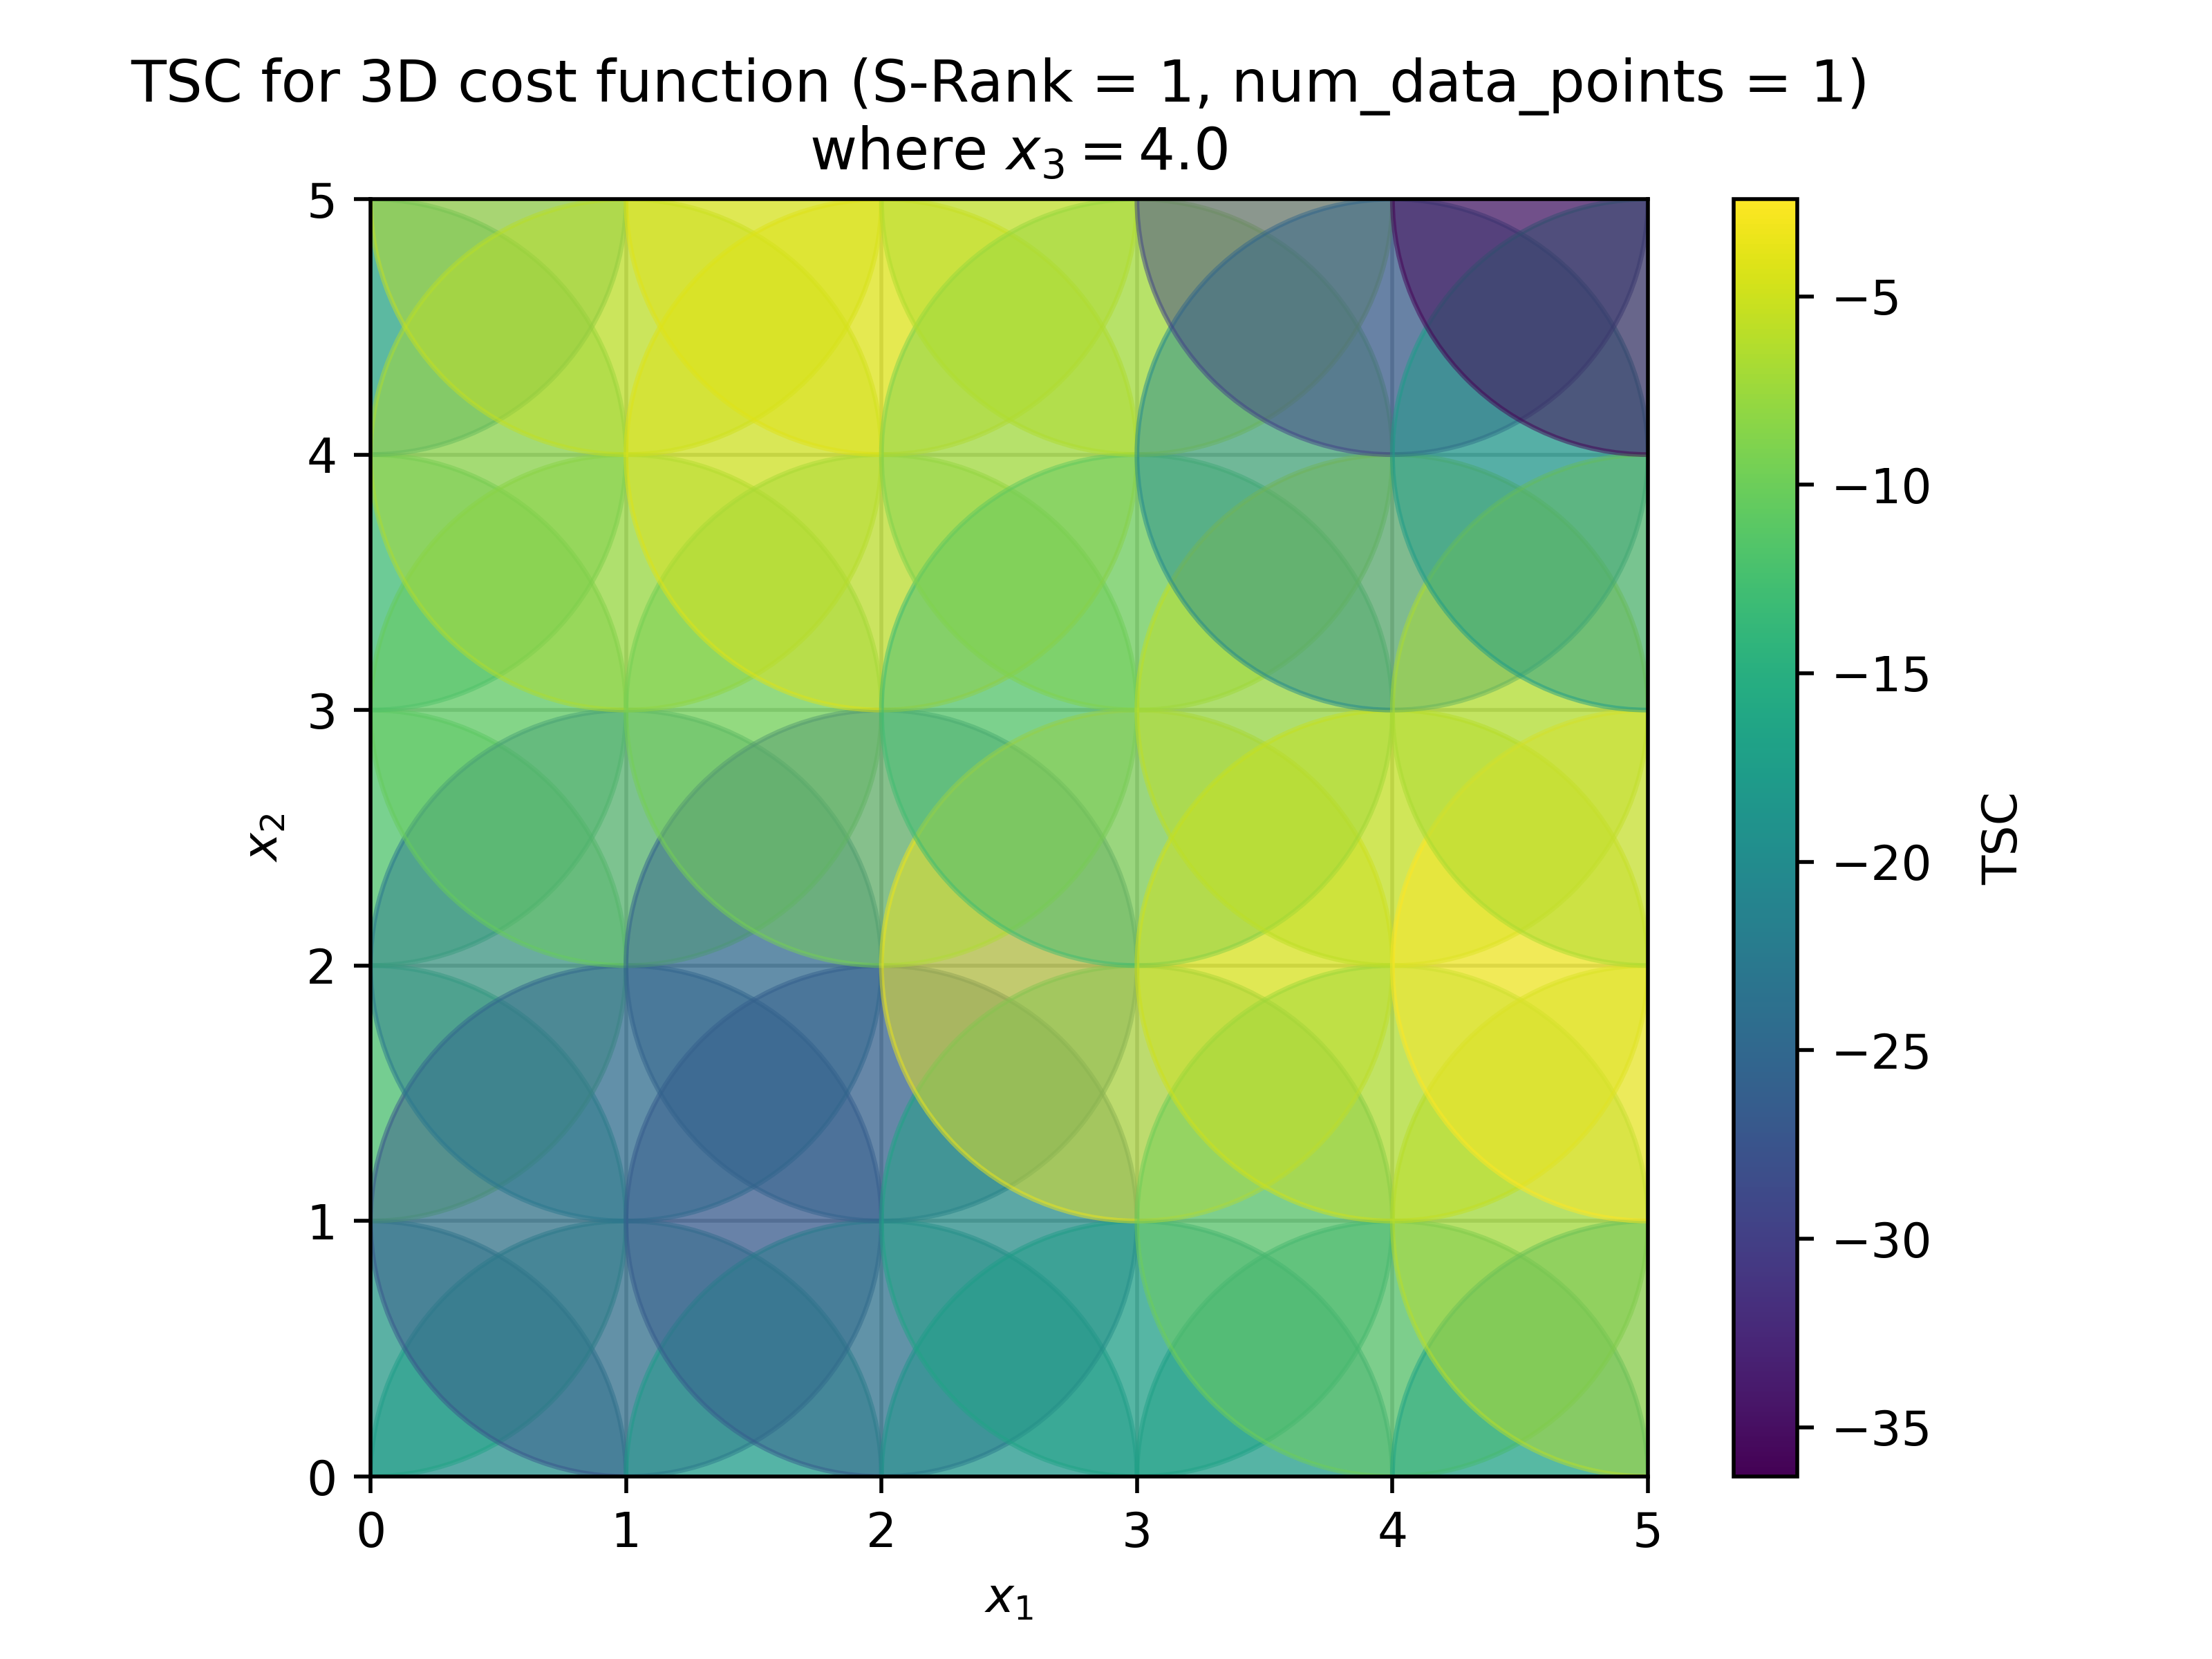 TSC for 3D cost function (S-Rank = 1, num_data_points = 1)
where x₃ = 4.0
5
4
3
2
1
0
x₂
0 1 2 3 4 5
x₁
−5
−10
−15
−20
−25
−30
−35
TSC